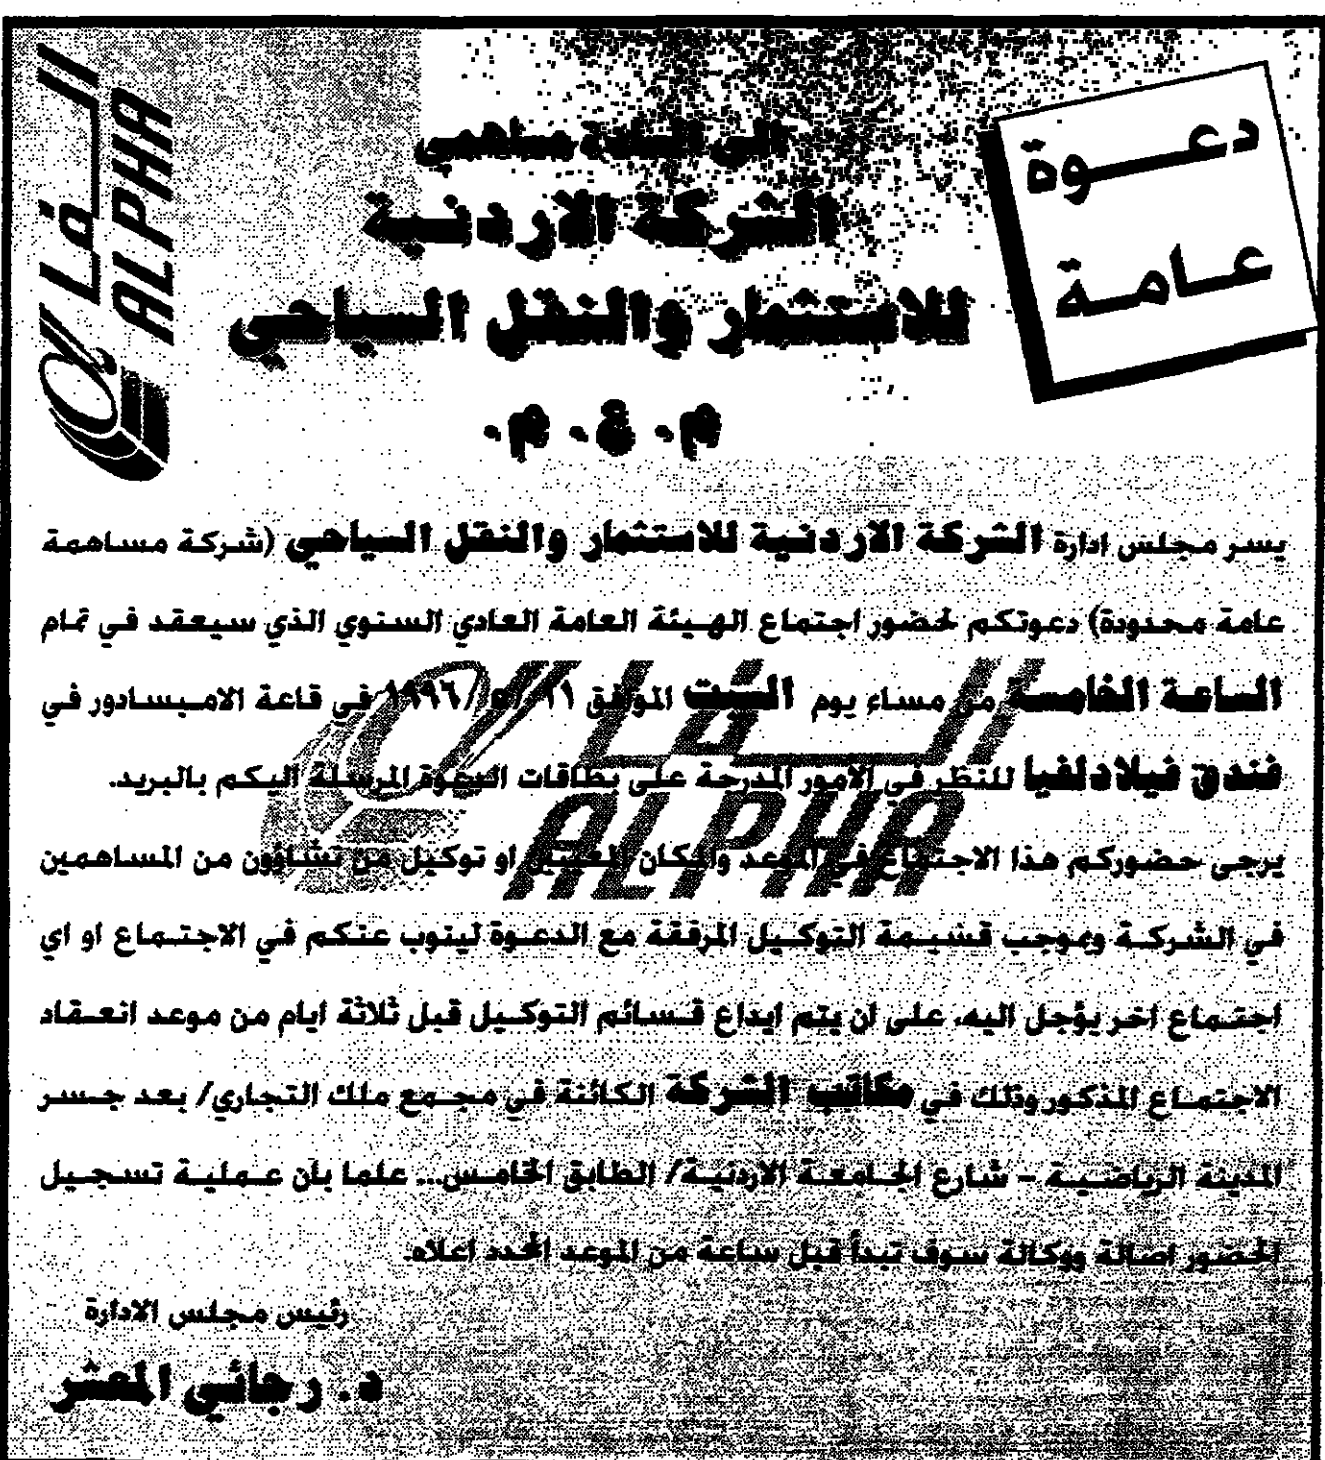 دعوة
عامة
الى السادة مساهمي
الشركة الاردنية
للاستثمار والنقل السياحي
م. ع. م.
الفا
ALPHA
يسر مجلس ادارة الشركة الاردنية للاستثمار والنقل السياحي (شركة مساهمة
عامة محدودة) دعوتكم لحضور اجتماع الهيئة العامة العادي السنوي الذي سيعقد في تمام
الساعة الخامسة من مساء يوم السبت الموافق ١١/ ٥/ ١٩٩٦ في قاعة الامبسادور في
فندق فيلادلفيا للنظر في الامور المدرجة على بطاقات الدعوة المرسلة اليكم بالبريد.
يرجى حضوركم هذا الاجتماع في الموعد والمكان المعينين او توكيل من تشاؤون من المساهمين
في الشركة وبموجب قسيمة التوكيل المرفقة مع الدعوة لينوب عنكم في الاجتماع او اي
اجتماع اخر يؤجل اليه، على ان يتم ايداع قسائم التوكيل قبل ثلاثة ايام من موعد انعقاد
الاجتماع المذكور وذلك في مكاتب الشركة الكائنة في مجمع ملك التجاري/ بعد جسر
المدينة الرياضية – شارع الجامعة الاردنية/ الطابق الخامس... علما بأن عملية تسجيل
الحضور اصالة ووكالة سوف تبدأ قبل ساعة من الموعد المحدد اعلاه.
رئيس مجلس الادارة
د. رجائي المعشر
الفا
ALPHA